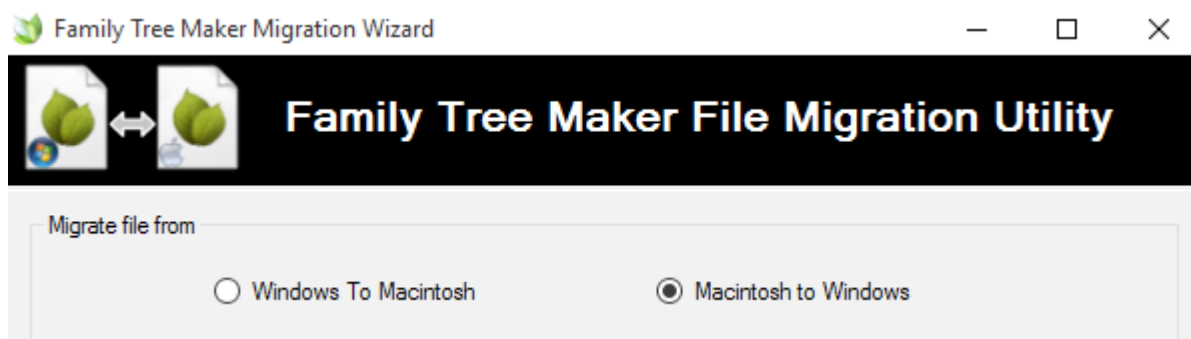 Family Tree Maker Migration Wizard
Family Tree Maker File Migration Utility
Migrate file from
Windows To Macintosh
Macintosh to Windows